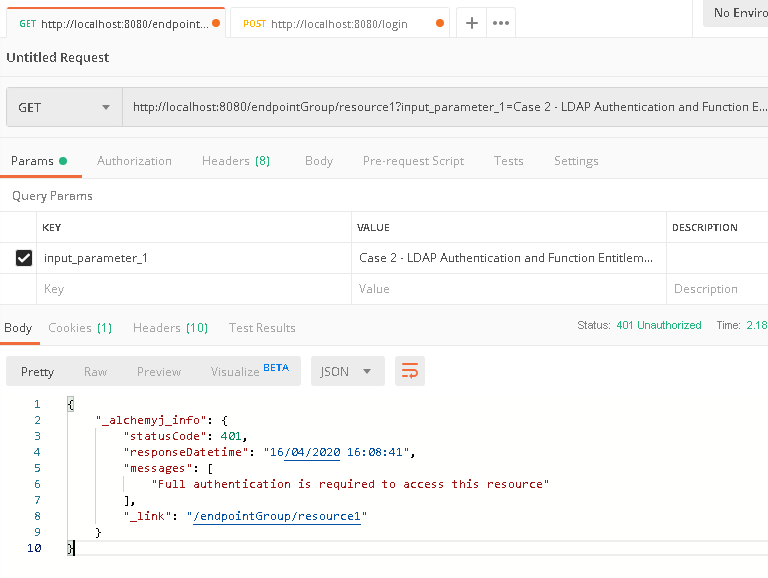 GET http://localhost:8080/endpoint... POST http://localhost:8080/login + ••• No Enviro
Untitled Request
GET http://localhost:8080/endpointGroup/resource1?input_parameter_1=Case 2 - LDAP Authentication and Function E...
Params Authorization Headers (8) Body Pre-request Script Tests Settings
Query Params
KEY VALUE DESCRIPTION
input_parameter_1 Case 2 - LDAP Authentication and Function Entitlem...
Key Value Description
Body Cookies (1) Headers (10) Test Results Status: 401 Unauthorized Time: 2.18
Pretty Raw Preview Visualize BETA JSON
1 {
2 "_alchemyj_info": {
3 "statusCode": 401,
4 "responseDatetime": "16/04/2020 16:08:41",
5 "messages": [
6 "Full authentication is required to access this resource"
7 ],
8 "_link": "/endpointGroup/resource1"
9 }
10 }